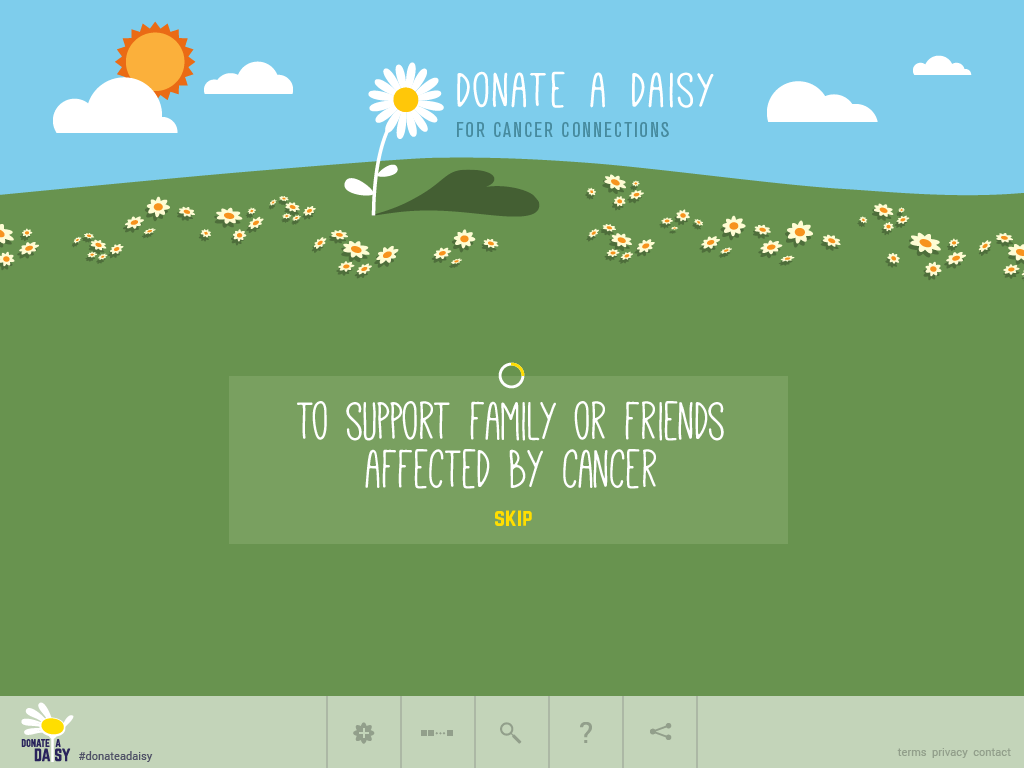 DONATE A DAISY
FOR CANCER CONNECTIONS
TO SUPPORT FAMILY OR FRIENDS
AFFECTED BY CANCER
SKIP
DONATE A
DAISY
#donateadaisy
terms privacy contact